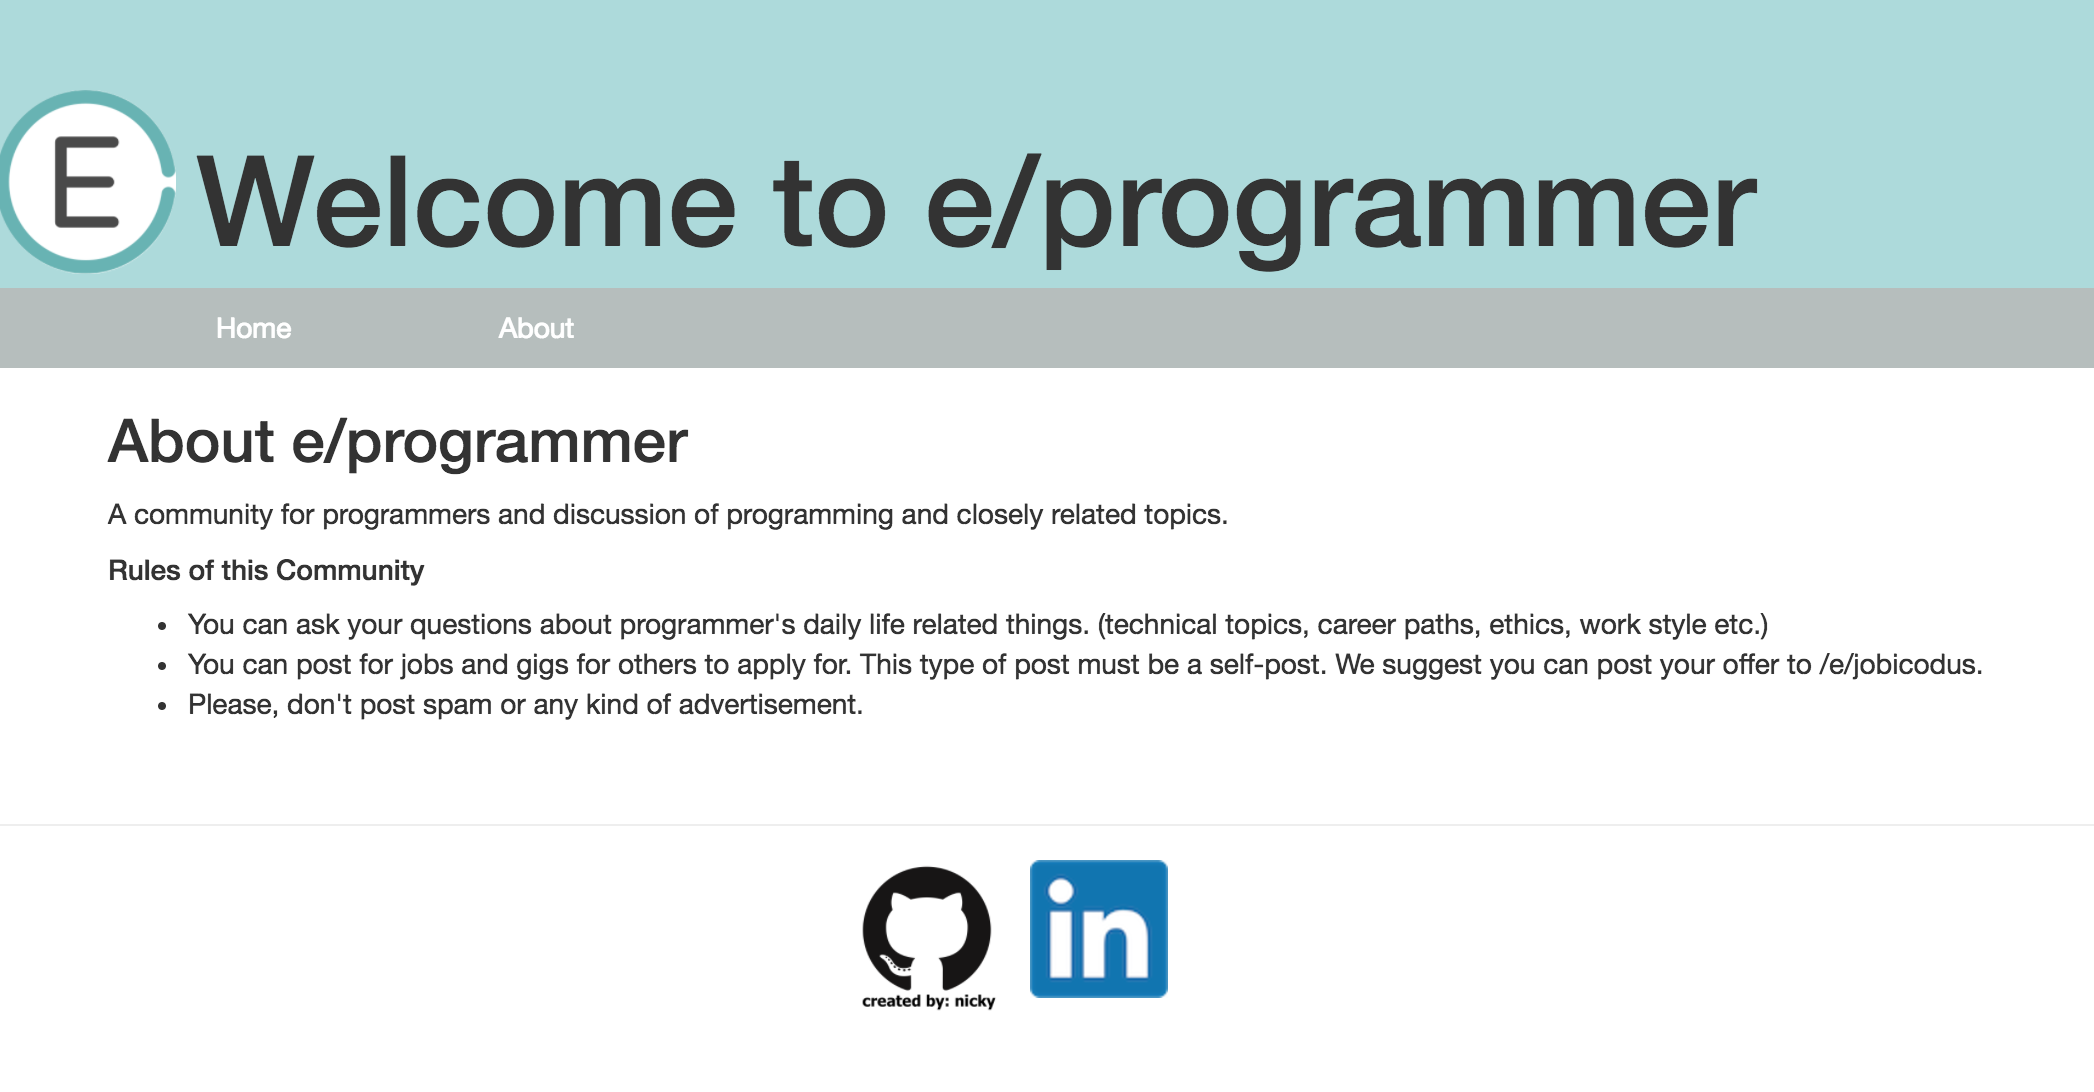 E
Welcome to e/programmer
Home About
About e/programmer
A community for programmers and discussion of programming and closely related topics.
Rules of this Community
• You can ask your questions about programmer's daily life related things. (technical topics, career paths, ethics, work style etc.)
• You can post for jobs and gigs for others to apply for. This type of post must be a self-post. We suggest you can post your offer to /e/jobicodus.
• Please, don't post spam or any kind of advertisement.
in
created by: nicky